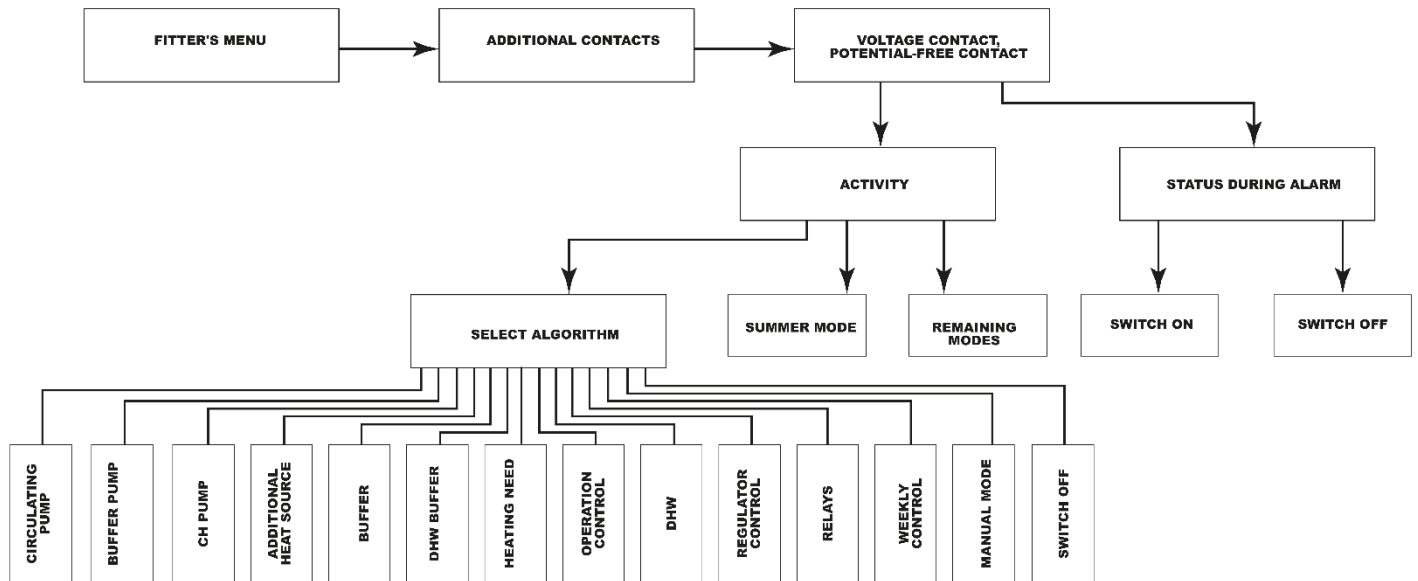 FITTER'S MENU
ADDITIONAL CONTACTS
VOLTAGE CONTACT,
POTENTIAL-FREE CONTACT
ACTIVITY
STATUS DURING ALARM
SELECT ALGORITHM
SUMMER MODE
REMAINING
MODES
SWITCH ON
SWITCH OFF
CIRCULATING
PUMP
BUFFER PUMP
CH PUMP
ADDITIONAL
HEAT SOURCE
BUFFER
DHW BUFFER
HEATING NEED
OPERATION
CONTROL
DHW
REGULATOR
CONTROL
RELAYS
WEEKLY
CONTROL
MANUAL MODE
SWITCH OFF